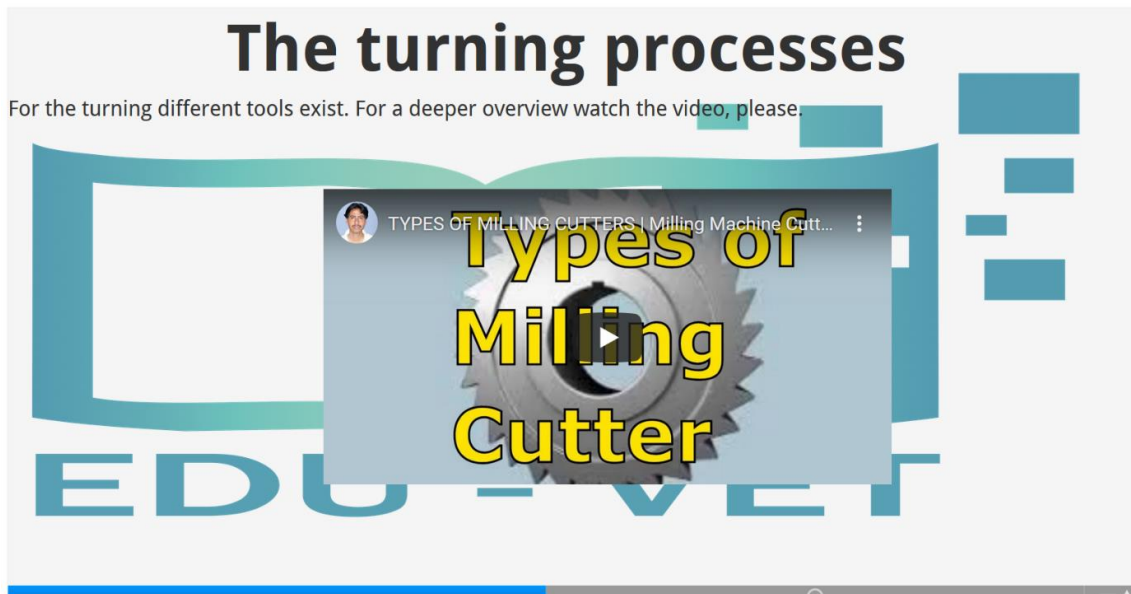 The turning processes
For the turning different tools exist. For a deeper overview watch the video, please.
TYPES OF MILLING CUTTERS | Milling Machine Cutt...
Types of
Milling
Cutter
EDU - VET